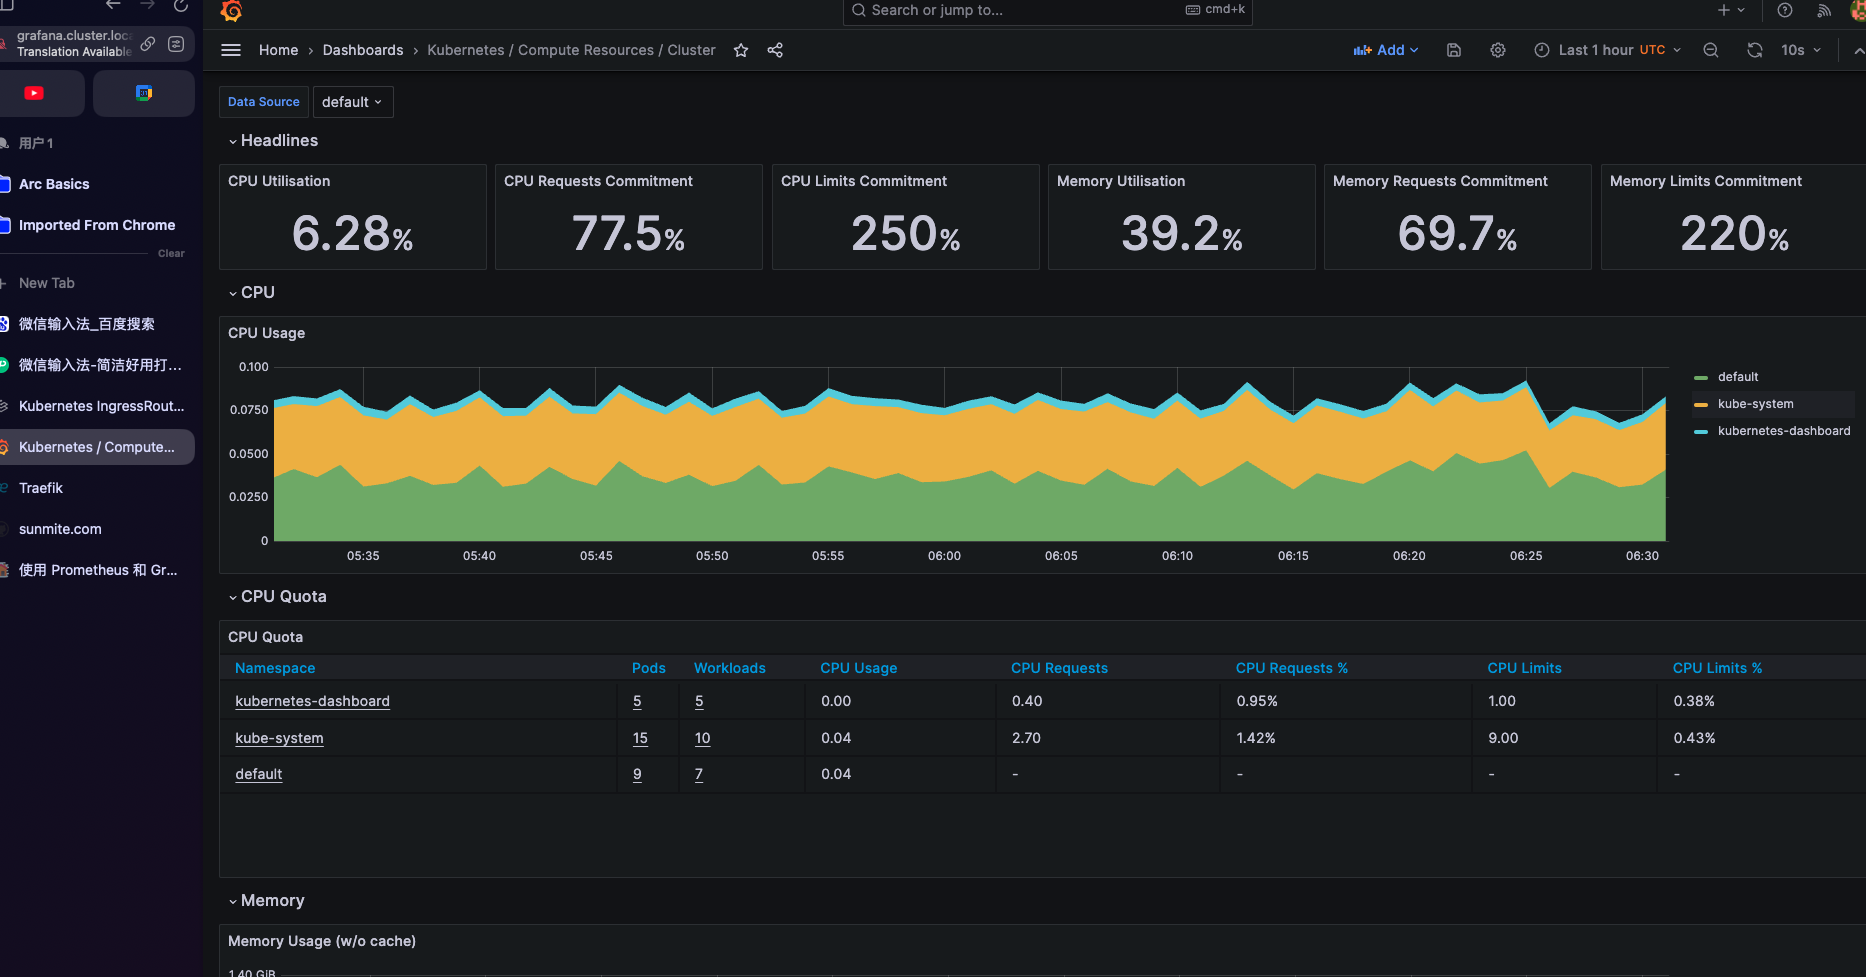 grafana.cluster.loc
Translation Available
用户 1
Arc Basics
Imported From Chrome
Clear
New Tab
微信输入法_百度搜索
微信输入法-简洁好用打...
Kubernetes IngressRout...
Kubernetes / Compute...
Traefik
sunmite.com
使用 Prometheus 和 Gr...
Search or jump to...
cmd+k
Home › Dashboards › Kubernetes / Compute Resources / Cluster
Add
Last 1 hour UTC
10s
Data Source default
Headlines
CPU Utilisation
6.28%
CPU Requests Commitment
77.5%
CPU Limits Commitment
250%
Memory Utilisation
39.2%
Memory Requests Commitment
69.7%
Memory Limits Commitment
220%
CPU
CPU Usage
0.100
0.0750
0.0500
0.0250
0
05:35 05:40 05:45 05:50 05:55 06:00 06:05 06:10 06:15 06:20 06:25 06:30
default
kube-system
kubernetes-dashboard
CPU Quota
CPU Quota
Namespace Pods Workloads CPU Usage CPU Requests CPU Requests % CPU Limits CPU Limits %
kubernetes-dashboard 5 5 0.00 0.40 0.95% 1.00 0.38%
kube-system 15 10 0.04 2.70 1.42% 9.00 0.43%
default 9 7 0.04 - - - -
Memory
Memory Usage (w/o cache)
1.40 GiB